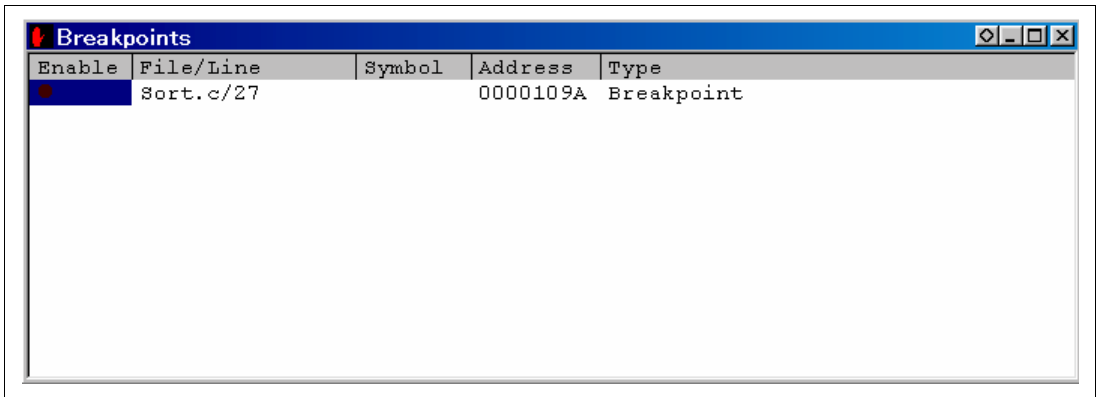 Breakpoints
Enable File/Line Symbol Address Type
Sort.c/27 0000109A Breakpoint